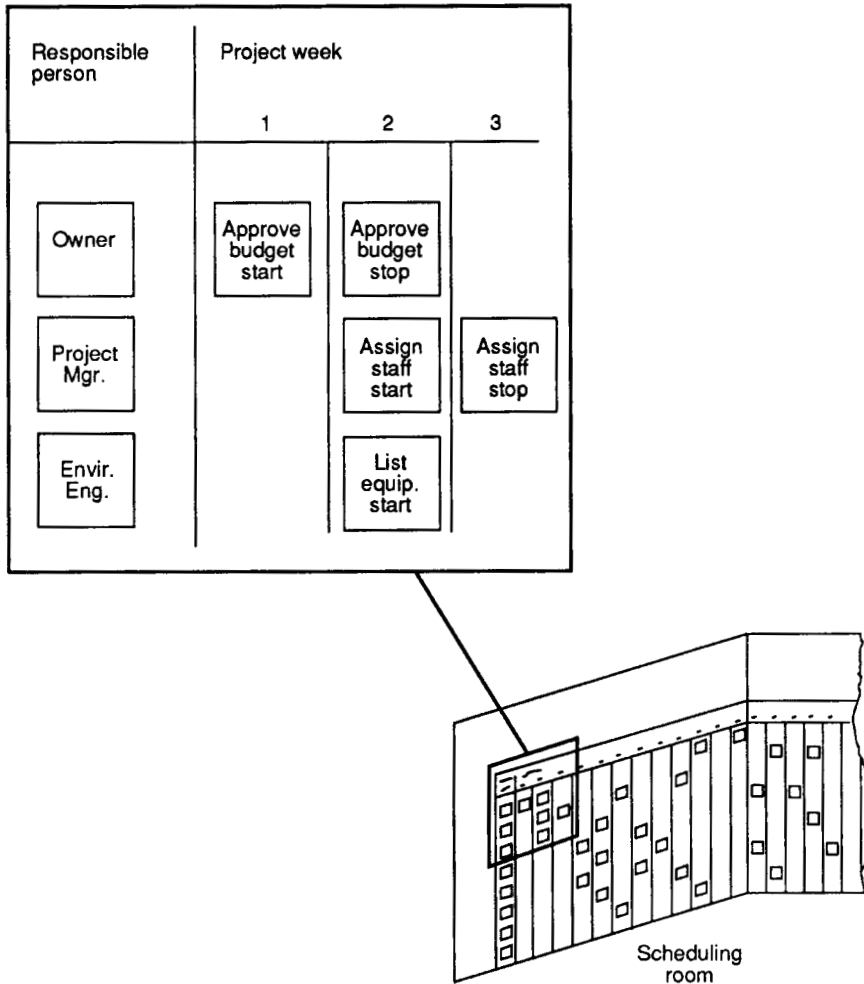 Responsible
person
Project week
1 2 3
Owner
Approve
budget
start
Approve
budget
stop
Project
Mgr.
Assign
staff
start
Assign
staff
stop
Envir.
Eng.
List
equip.
start
Scheduling
room